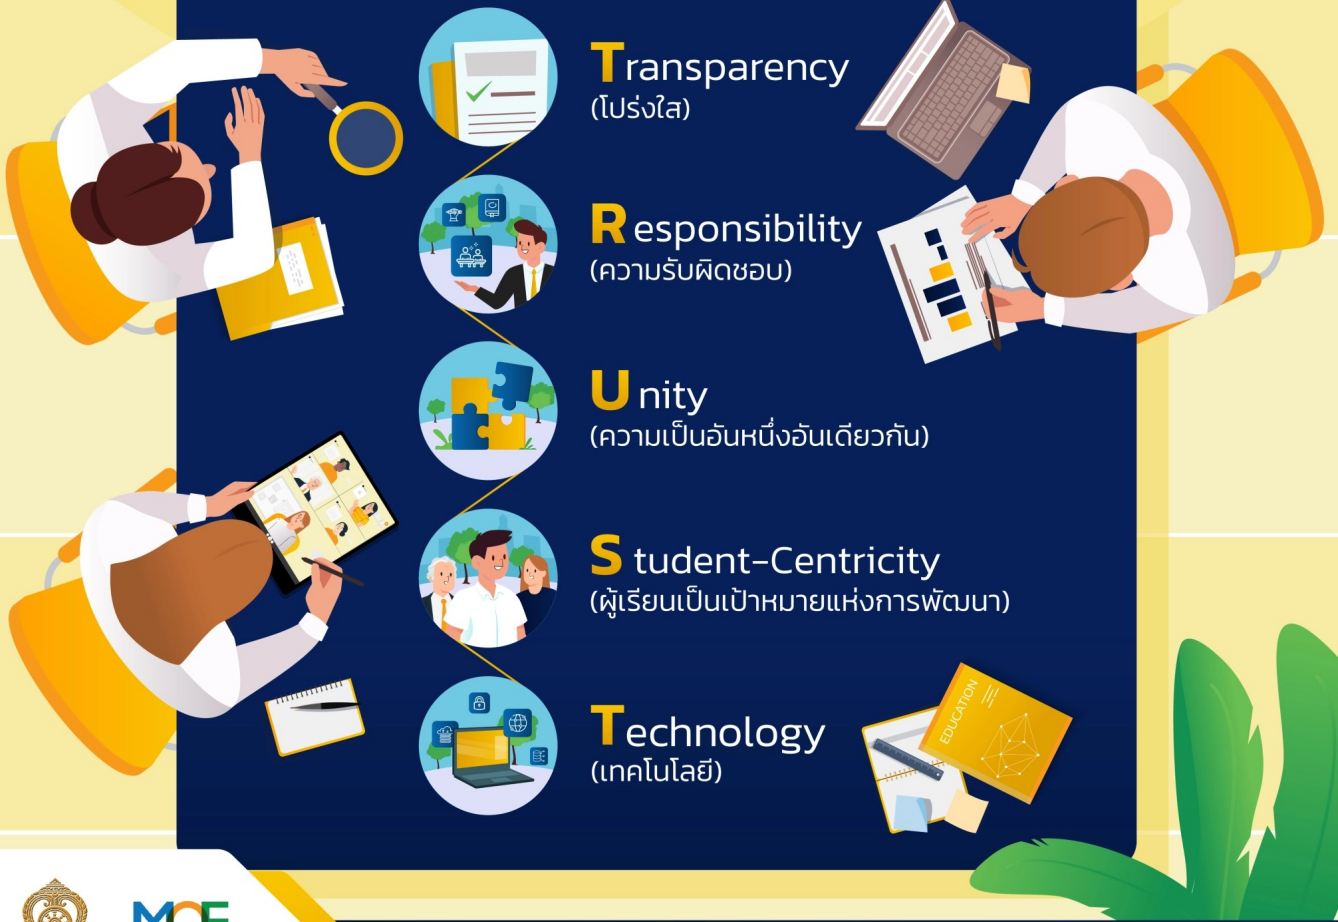 Transparency
(โปร่งใส)
Responsibility
(ความรับผิดชอบ)
Unity
(ความเป็นอันหนึ่งอันเดียวกัน)
Student-Centricity
(ผู้เรียนเป็นเป้าหมายแห่งการพัฒนา)
Technology
(เทคโนโลยี)
EDUCATION
MOE